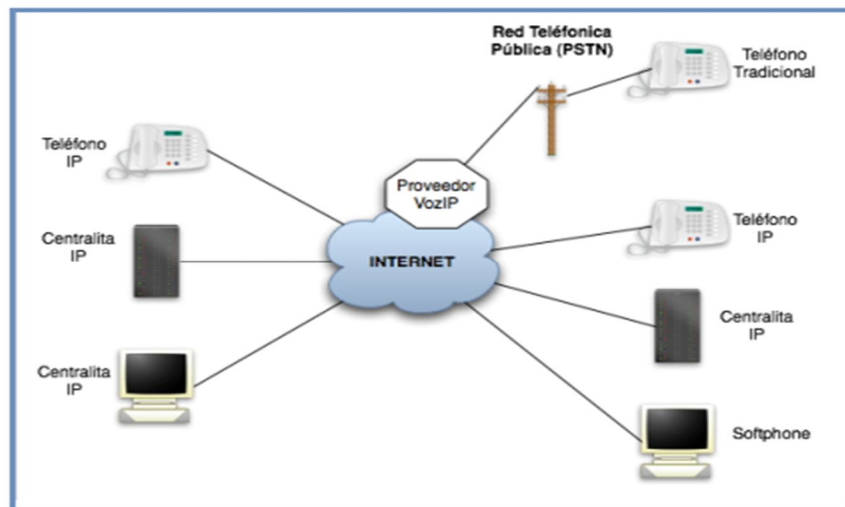 Red Teléfonica
Pública (PSTN)
Teléfono
Tradicional
Teléfono
IP
Proveedor
VozIP
Centralita
IP
INTERNET
Teléfono
IP
Centralita
IP
Centralita
IP
Softphone